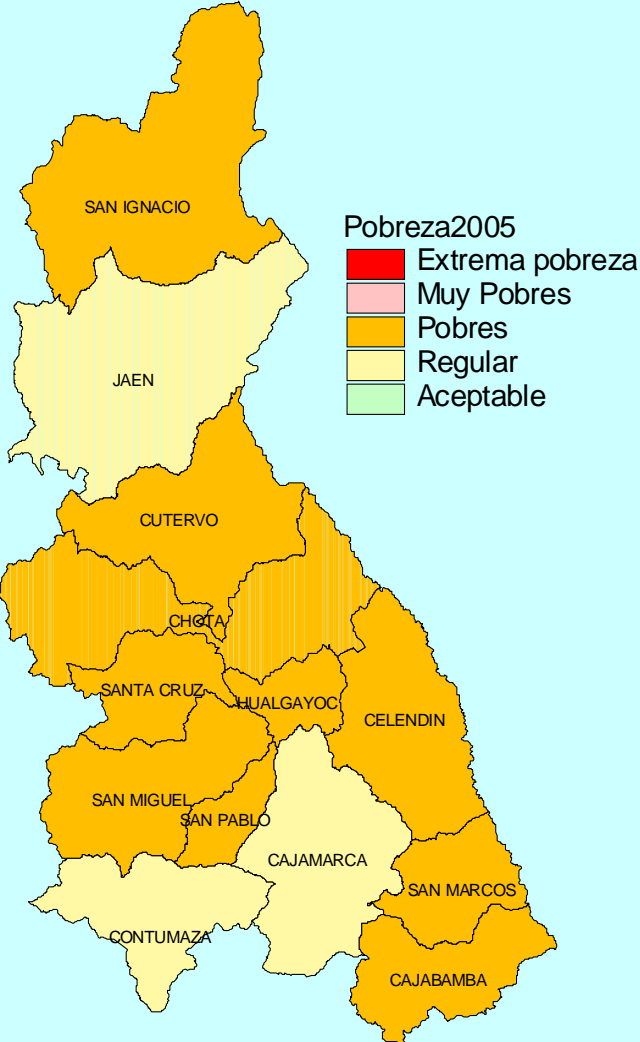 SAN IGNACIO
Pobreza2005
Extrema pobreza
Muy Pobres
Pobres
Regular
Aceptable
JAEN
CUTERVO
CHOTA
SANTA CRUZ
HUALGAYOC
CELENDIN
SAN MIGUEL
SAN PABLO
CAJAMARCA
SAN MARCOS
CONTUMAZA
CAJABAMBA